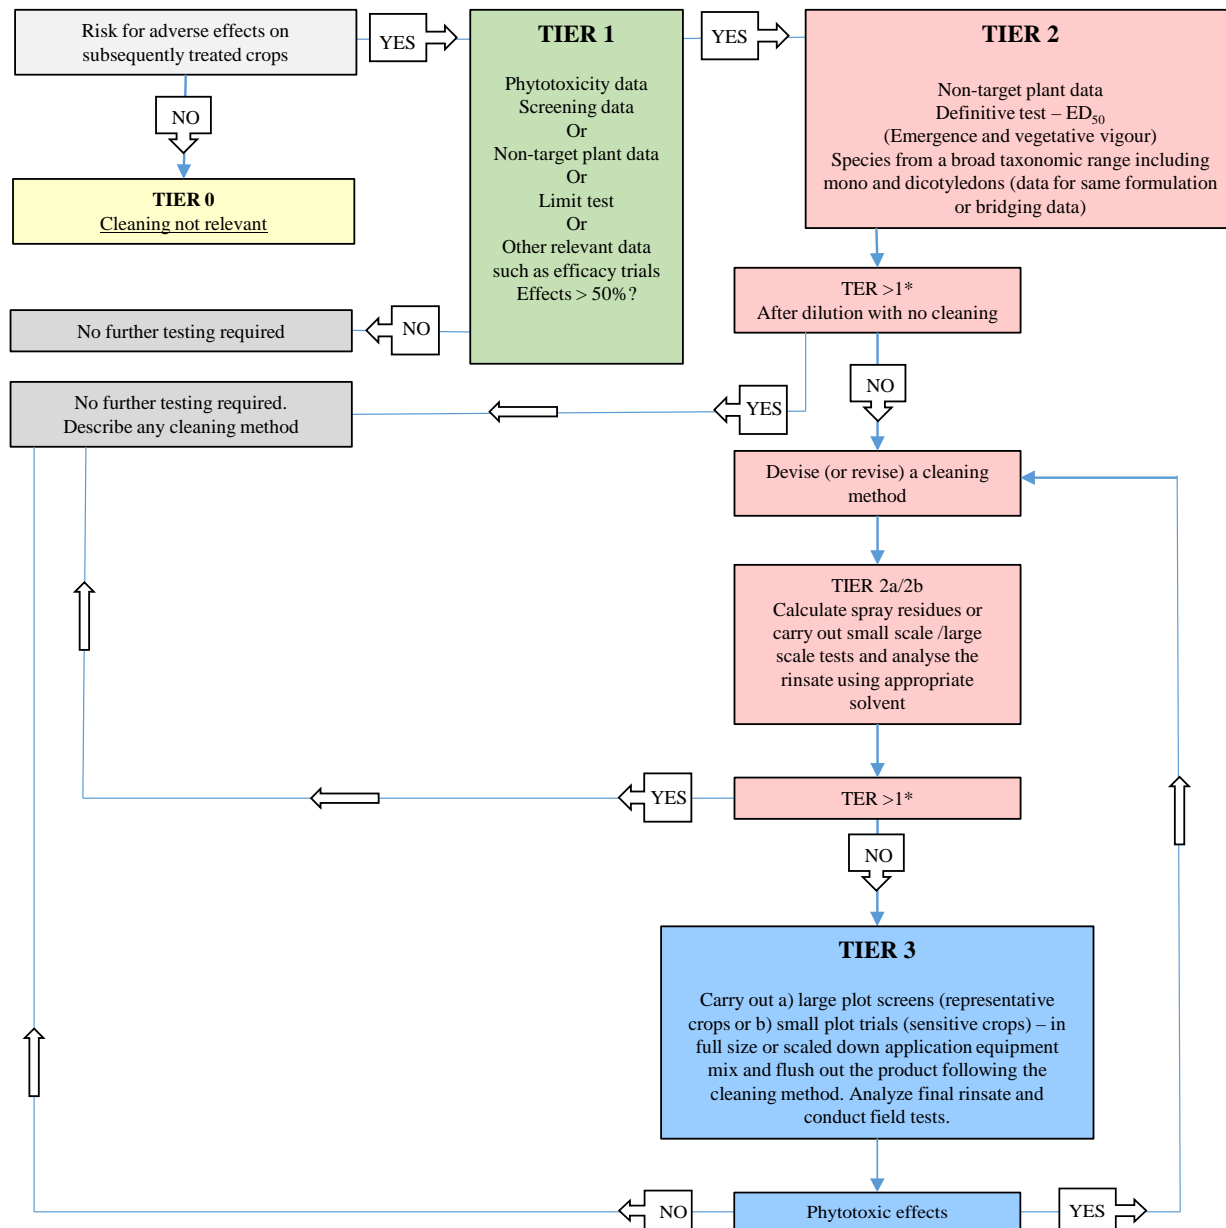 Risk for adverse effects on
subsequently treated crops
YES
TIER 1
Phytotoxicity data
Screening data
Or
Non-target plant data
Or
Limit test
Or
Other relevant data
such as efficacy trials
Effects > 50%?
YES
TIER 2
Non-target plant data
Definitive test – ED50
(Emergence and vegetative vigour)
Species from a broad taxonomic range including
mono and dicotyledons (data for same formulation
or bridging data)
NO
TIER 0
Cleaning not relevant
NO
No further testing required
TER >1*
After dilution with no cleaning
YES
No further testing required.
Describe any cleaning method
NO
Devise (or revise) a cleaning
method
TIER 2a/2b
Calculate spray residues or
carry out small scale /large
scale tests and analyse the
rinsate using appropriate
solvent
TER >1*
YES
NO
TIER 3
Carry out a) large plot screens (representative
crops or b) small plot trials (sensitive crops) – in
full size or scaled down application equipment
mix and flush out the product following the
cleaning method. Analyze final rinsate and
conduct field tests.
Phytotoxic effects
NO
YES